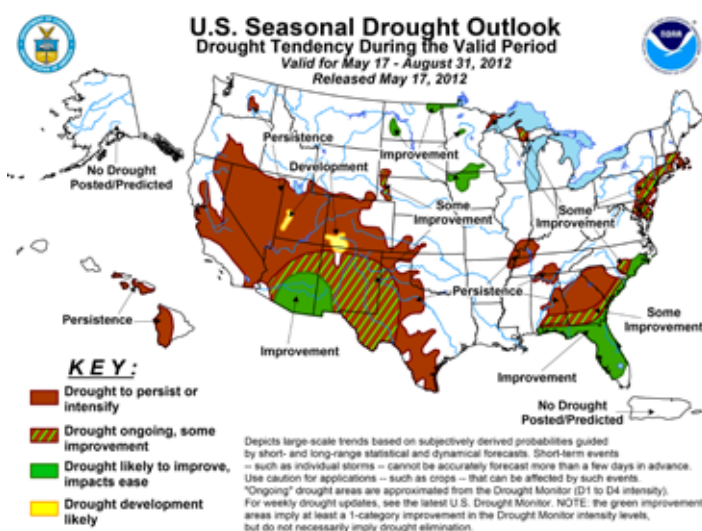 U.S. Seasonal Drought Outlook
Drought Tendency During the Valid Period
Valid for May 17 - August 31, 2012
Released May 17, 2012
NOAA
No Drought
Posted/Predicted
Persistence
Development
Improvement
Some
Improvement
Some
Improvement
Persistence
Some
Improvement
Persistence
Improvement
Improvement
No Drought
Posted/Predicted
KEY:
Drought to persist or
intensify
Drought ongoing, some
improvement
Drought likely to improve,
impacts ease
Drought development
likely
Depicts large-scale trends based on subjectively derived probabilities guided
by short- and long-range statistical and dynamical forecasts. Short-term events
-- such as individual storms -- cannot be accurately forecast more than a few days in advance.
Use caution for applications -- such as crops -- that can be affected by such events.
"Ongoing" drought areas are approximated from the Drought Monitor (D1 to D4 intensity).
For weekly drought updates, see the latest U.S. Drought Monitor. NOTE: the green improvement
areas imply at least a 1-category improvement in the Drought Monitor intensity levels,
but do not necessarily imply drought elimination.